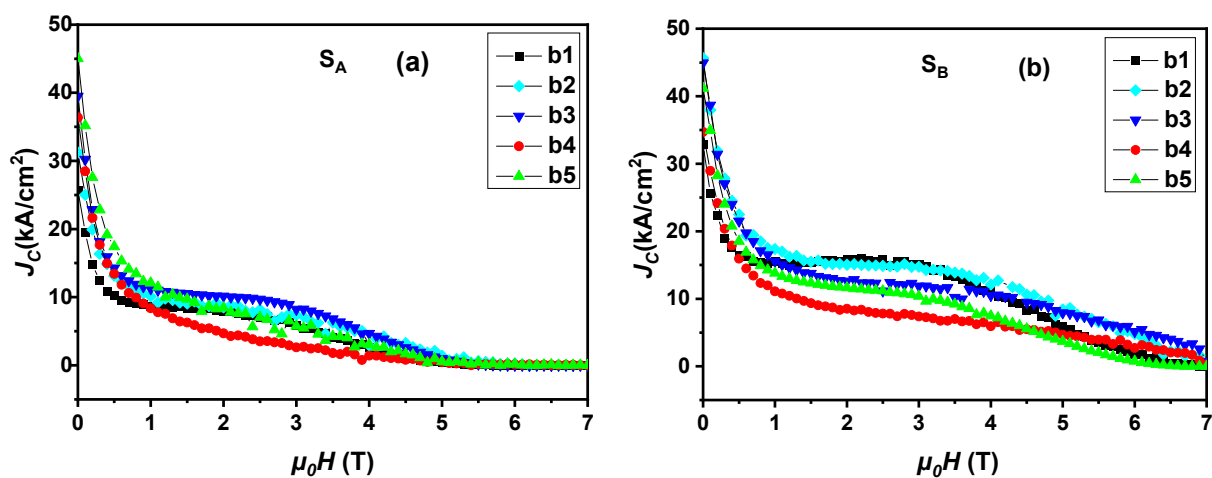 50
40
30
20
10
0
J_C(kA/cm²)
S_A (a)
b1
b2
b3
b4
b5
0 1 2 3 4 5 6 7
μ₀H (T)
50
40
30
20
10
0
J_C(kA/cm²)
S_B (b)
b1
b2
b3
b4
b5
0 1 2 3 4 5 6 7
μ₀H (T)